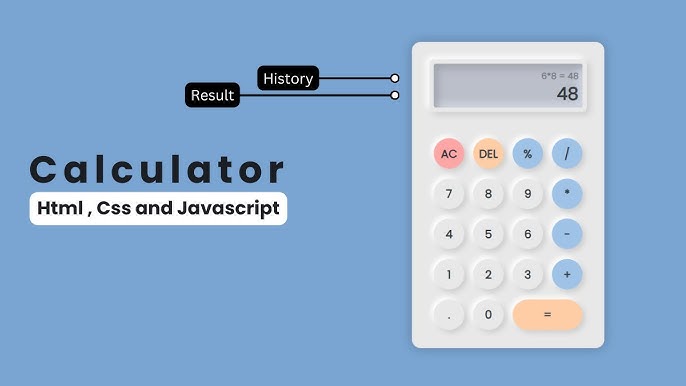 History
Result
Calculator
Html , Css and Javascript
6*8 = 48
48
AC DEL % /
7 8 9 *
4 5 6 -
1 2 3 +
. 0 =